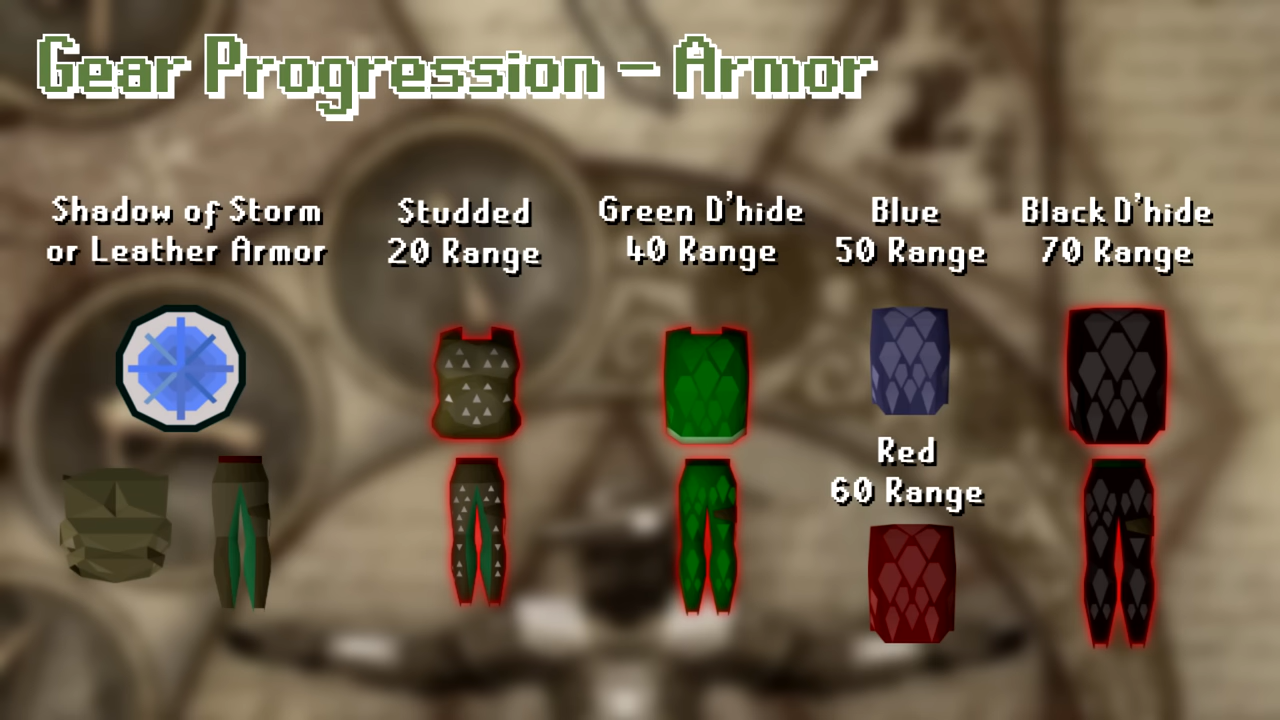 Gear Progression - Armor
Shadow of Storm
or Leather Armor
Studded
20 Range
Green D'hide
40 Range
Blue
50 Range
Red
60 Range
Black D'hide
70 Range